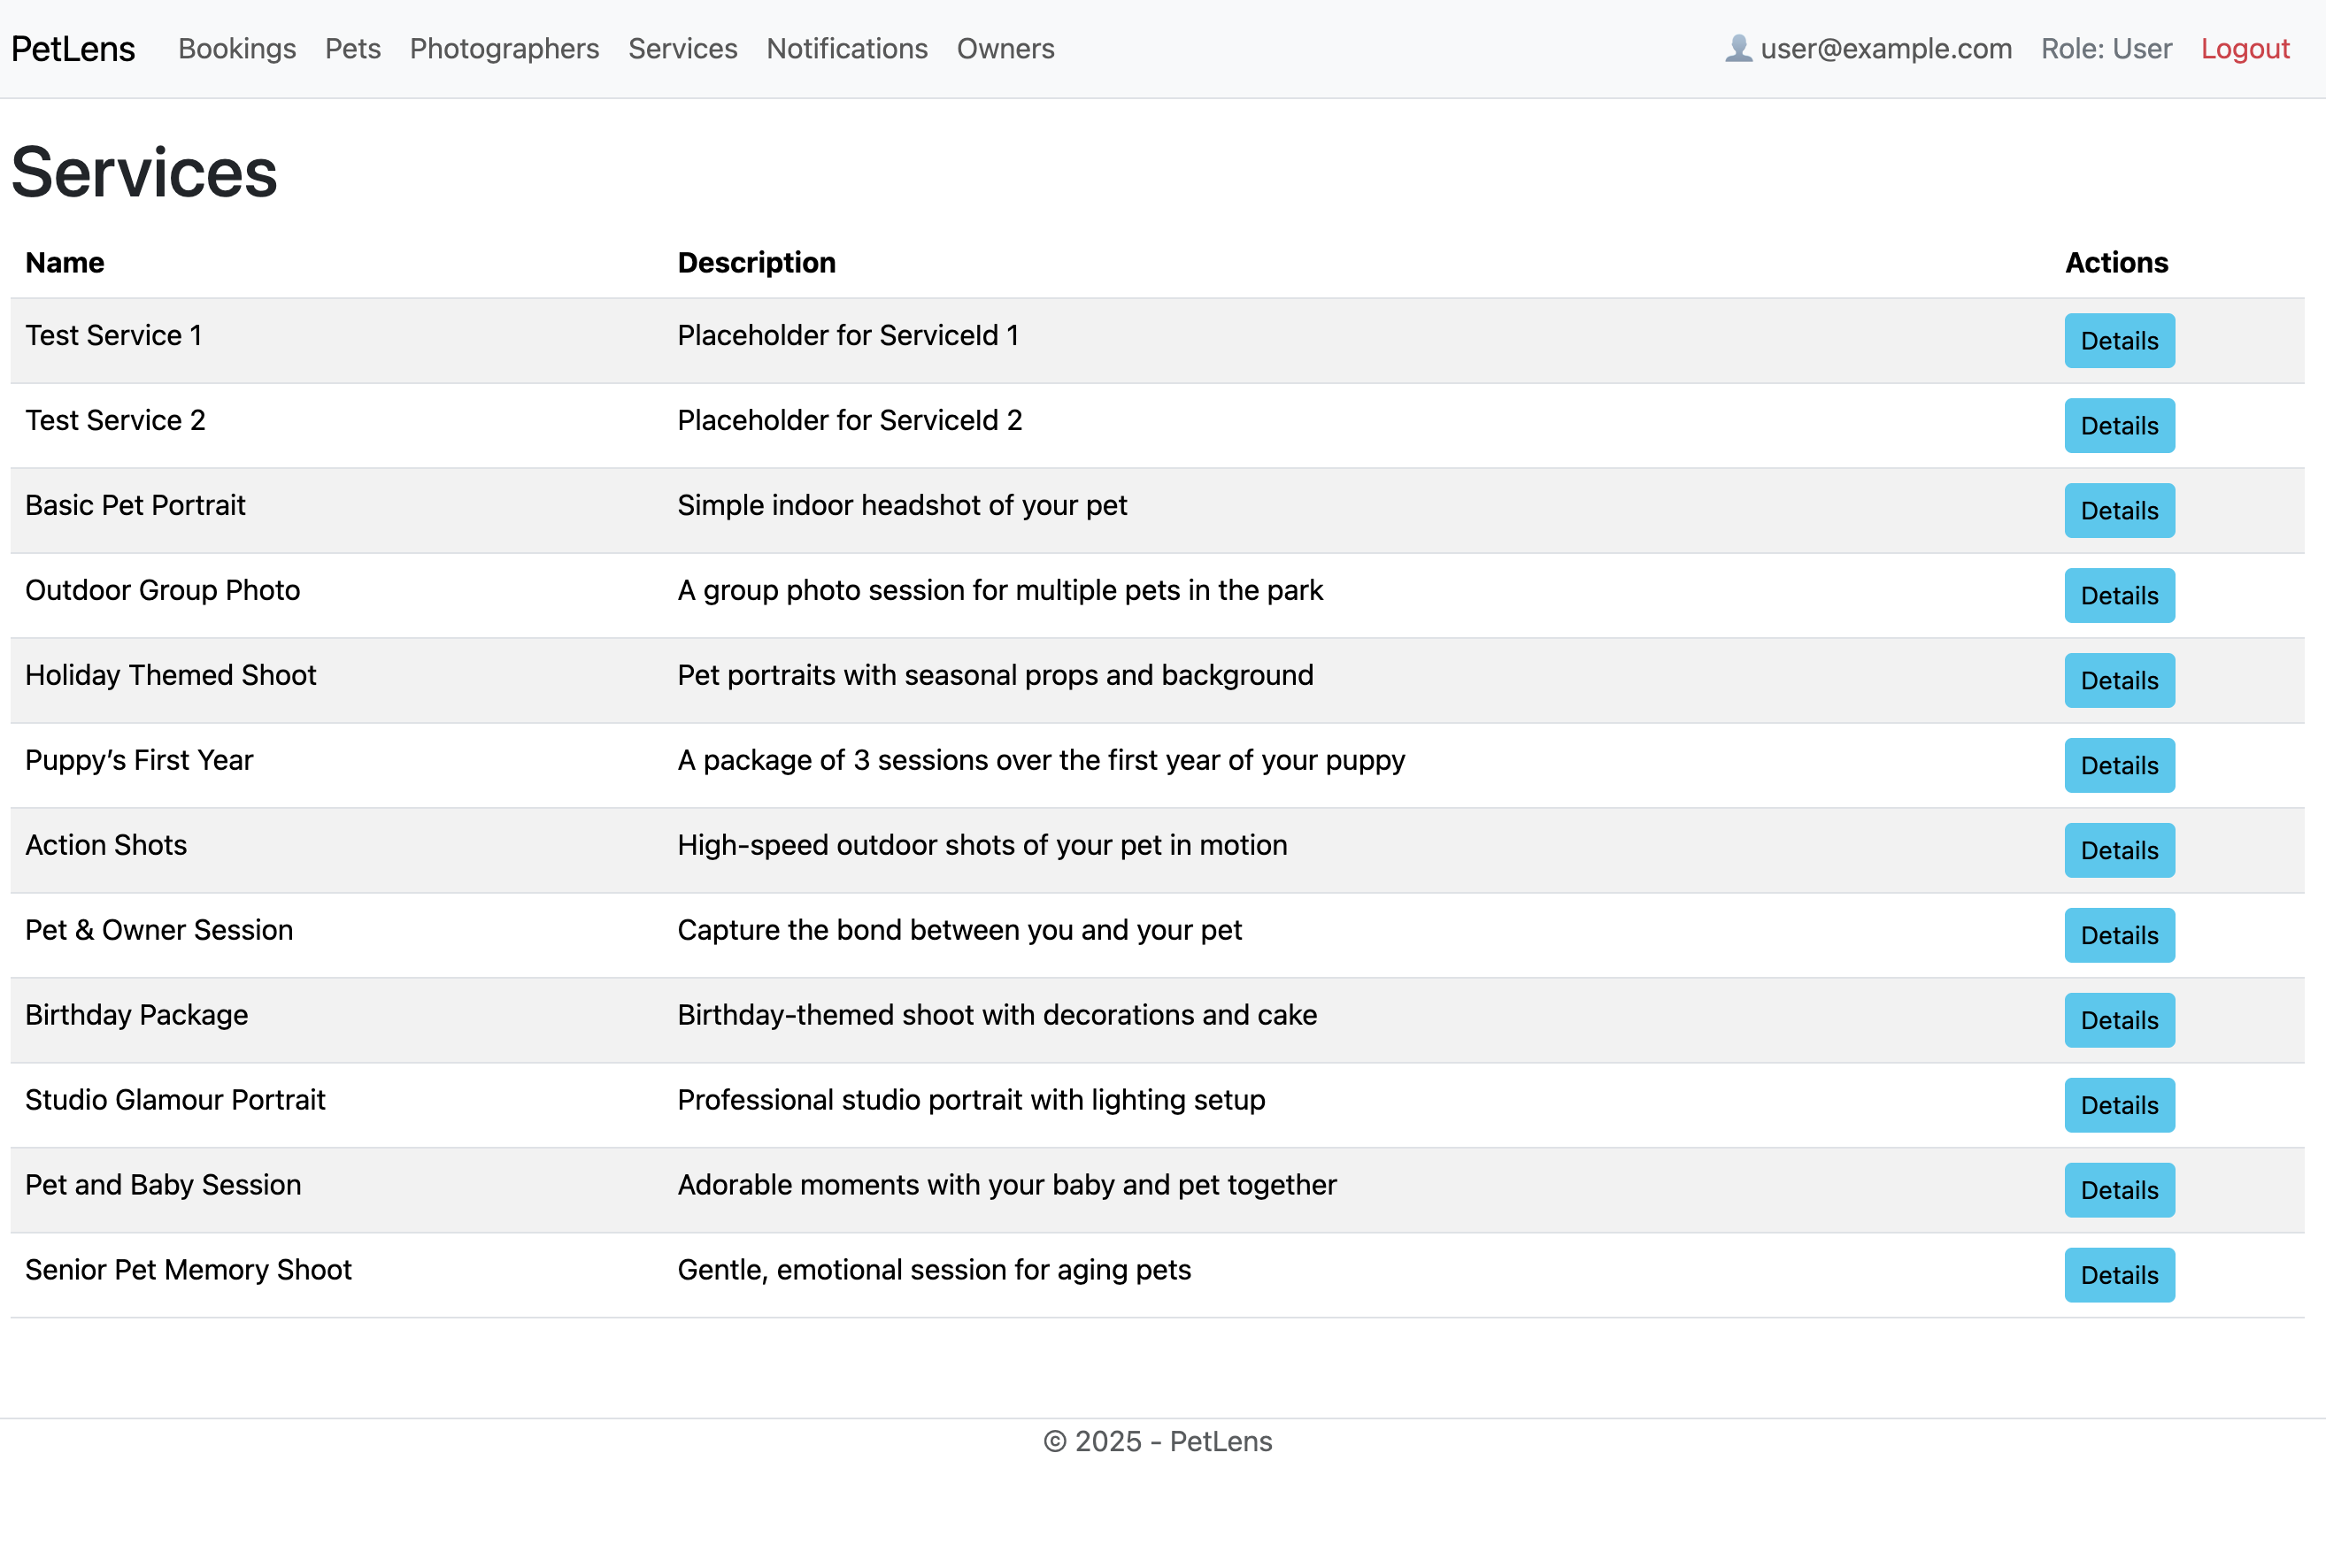 PetLens Bookings Pets Photographers Services Notifications Owners user@example.com Role: User Logout
Services
Name Description Actions
Test Service 1 Placeholder for ServiceId 1 Details
Test Service 2 Placeholder for ServiceId 2 Details
Basic Pet Portrait Simple indoor headshot of your pet Details
Outdoor Group Photo A group photo session for multiple pets in the park Details
Holiday Themed Shoot Pet portraits with seasonal props and background Details
Puppy’s First Year A package of 3 sessions over the first year of your puppy Details
Action Shots High-speed outdoor shots of your pet in motion Details
Pet & Owner Session Capture the bond between you and your pet Details
Birthday Package Birthday-themed shoot with decorations and cake Details
Studio Glamour Portrait Professional studio portrait with lighting setup Details
Pet and Baby Session Adorable moments with your baby and pet together Details
Senior Pet Memory Shoot Gentle, emotional session for aging pets Details
© 2025 - PetLens